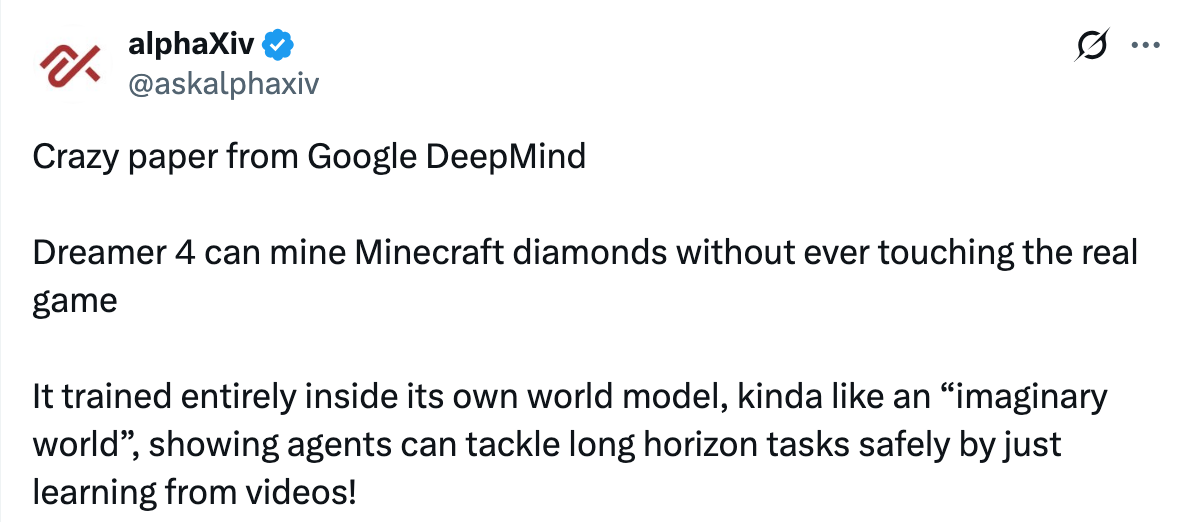 alphaXiv
@askalphaxiv
Crazy paper from Google DeepMind
Dreamer 4 can mine Minecraft diamonds without ever touching the real
game
It trained entirely inside its own world model, kinda like an “imaginary
world”, showing agents can tackle long horizon tasks safely by just
learning from videos!